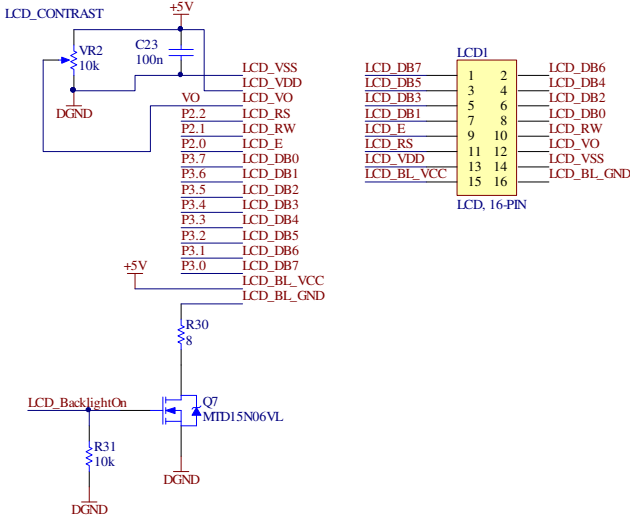 LCD_CONTRAST
+5V
VR2
10k
C23
100n
DGND
LCD_VSS
LCD_VDD
VO LCD_VO
P2.2 LCD_RS
P2.1 LCD_RW
P2.0 LCD_E
P3.7 LCD_DB0
P3.6 LCD_DB1
P3.5 LCD_DB2
P3.4 LCD_DB3
P3.3 LCD_DB4
P3.2 LCD_DB5
P3.1 LCD_DB6
P3.0 LCD_DB7
+5V
LCD_BL_VCC
LCD_BL_GND
R30
8
LCD_BacklightOn
Q7
MTD15N06VL
R31
10k
DGND
DGND
LCD1
LCD_DB7 1 2 LCD_DB6
LCD_DB5 3 4 LCD_DB4
LCD_DB3 5 6 LCD_DB2
LCD_DB1 7 8 LCD_DB0
LCD_E 9 10 LCD_RW
LCD_RS 11 12 LCD_VO
LCD_VDD 13 14 LCD_VSS
LCD_BL_VCC 15 16 LCD_BL_GND
LCD, 16-PIN